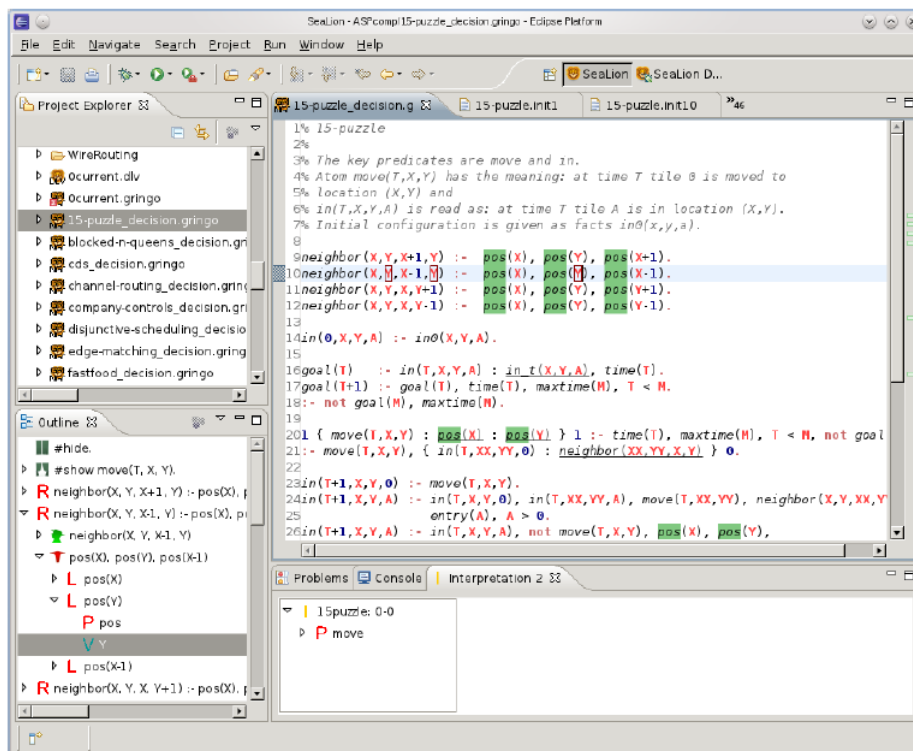 SeaLion - ASPcomp/15-puzzle_decision.gringo - Eclipse Platform
File Edit Navigate Search Project Run Window Help
SeaLion SeaLion D...
Project Explorer
WireRouting
0current.dlv
0current.gringo
15-puzzle_decision.gringo
blocked-n-queens_decision.gri
cds_decision.gringo
channel-routing_decision.gring
company-controls_decision.gri
disjunctive-scheduling_decisio
edge-matching_decision.gring
fastfood_decision.gringo
Outline
#hide.
#show move(T, X, Y).
R neighbor(X, Y, X+1, Y) :- pos(X), p
R neighbor(X, Y, X-1, Y) :- pos(X), p
neighbor(X, Y, X-1, Y)
pos(X), pos(Y), pos(X-1)
L pos(X)
L pos(Y)
P pos
V Y
L pos(X-1)
R neighbor(X, Y, X, Y+1) :- pos(X), p
15-puzzle_decision.g 15-puzzle.init1 15-puzzle.init10 »46
1% 15-puzzle
2%
3% The key predicates are move and in.
4% Atom move(T,X,Y) has the meaning: at time T tile 0 is moved to
5% location (X,Y) and
6% in(T,X,Y,A) is read as: at time T tile A is in location (X,Y).
7% Initial configuration is given as facts in0(x,y,a).
8
9neighbor(X,Y,X+1,Y) :- pos(X), pos(Y), pos(X+1).
10neighbor(X,Y,X-1,Y) :- pos(X), pos(Y), pos(X-1).
11neighbor(X,Y,X,Y+1) :- pos(X), pos(Y), pos(Y+1).
12neighbor(X,Y,X,Y-1) :- pos(X), pos(Y), pos(Y-1).
13
14in(0,X,Y,A) :- in0(X,Y,A).
15
16goal(T) :- in(T,X,Y,A) : in_t(X,Y,A), time(T).
17goal(T+1) :- goal(T), time(T), maxtime(M), T < M.
18:- not goal(M), maxtime(M).
19
201 { move(T,X,Y) : pos(X) : pos(Y) } 1 :- time(T), maxtime(M), T < M, not goal
21:- move(T,X,Y), { in(T,XX,YY,0) : neighbor(XX,YY,X,Y) } 0.
22
23in(T+1,X,Y,0) :- move(T,X,Y).
24in(T+1,X,Y,A) :- in(T,X,Y,0), in(T,XX,YY,A), move(T,XX,YY), neighbor(X,Y,XX,Y
25 entry(A), A > 0.
26in(T+1,X,Y,A) :- in(T,X,Y,A), not move(T,X,Y), pos(X), pos(Y),
Problems Console Interpretation 2
15puzzle: 0-0
P move